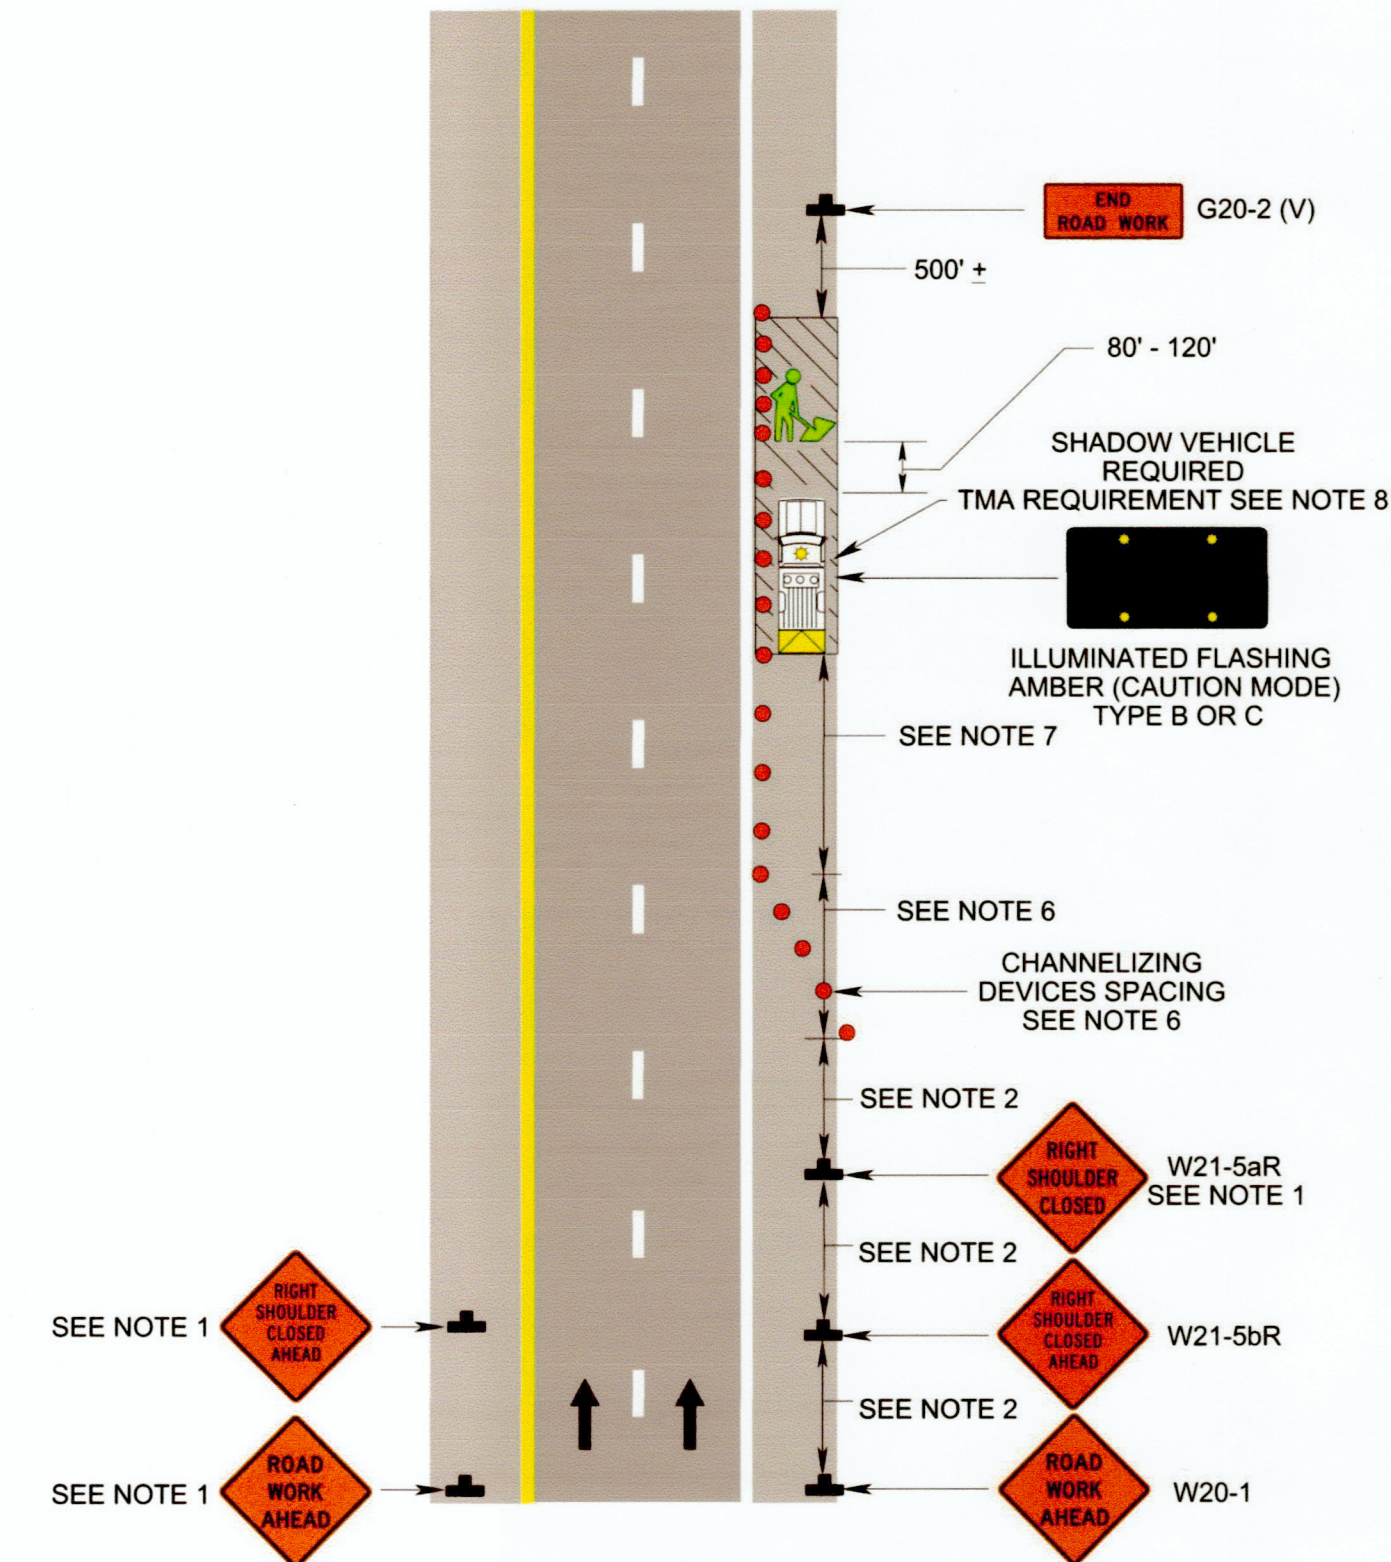 END
ROAD WORK
G20-2 (V)
500' ±
80' - 120'
SHADOW VEHICLE
REQUIRED
TMA REQUIREMENT SEE NOTE 8
ILLUMINATED FLASHING
AMBER (CAUTION MODE)
TYPE B OR C
SEE NOTE 7
SEE NOTE 6
CHANNELIZING
DEVICES SPACING
SEE NOTE 6
SEE NOTE 2
RIGHT
SHOULDER
CLOSED
W21-5aR
SEE NOTE 1
SEE NOTE 2
SEE NOTE 1
RIGHT
SHOULDER
CLOSED
AHEAD
RIGHT
SHOULDER
CLOSED
AHEAD
W21-5bR
SEE NOTE 2
SEE NOTE 1
ROAD
WORK
AHEAD
ROAD
WORK
AHEAD
W20-1